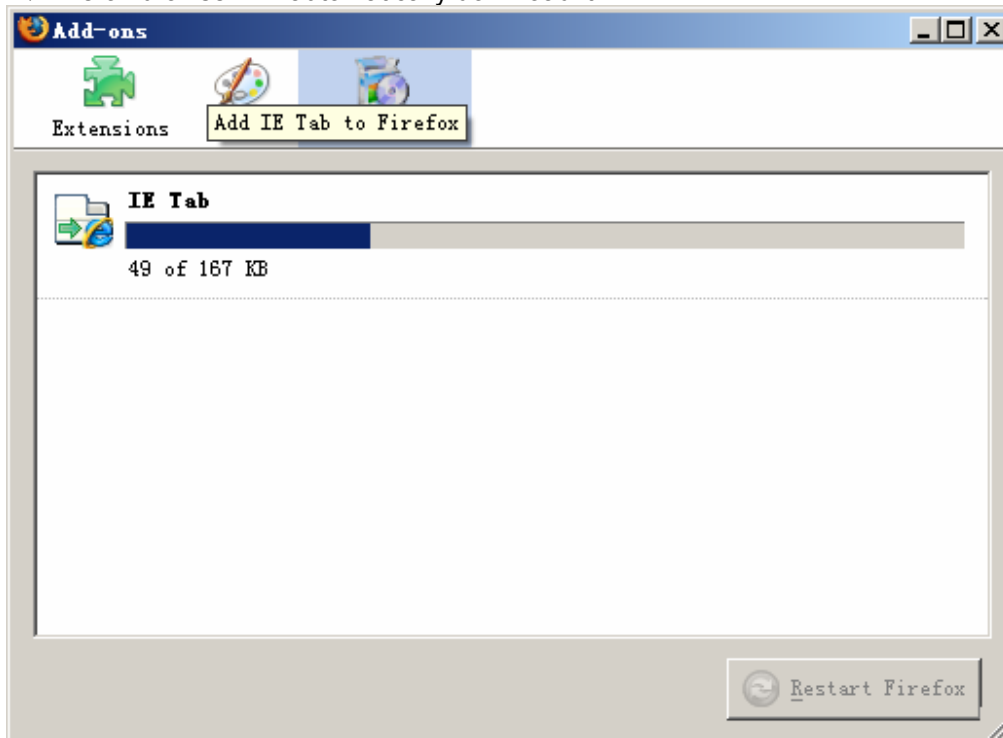 Add-ons
Extensions
Add IE Tab to Firefox
IE Tab
49 of 167 KB
Restart Firefox